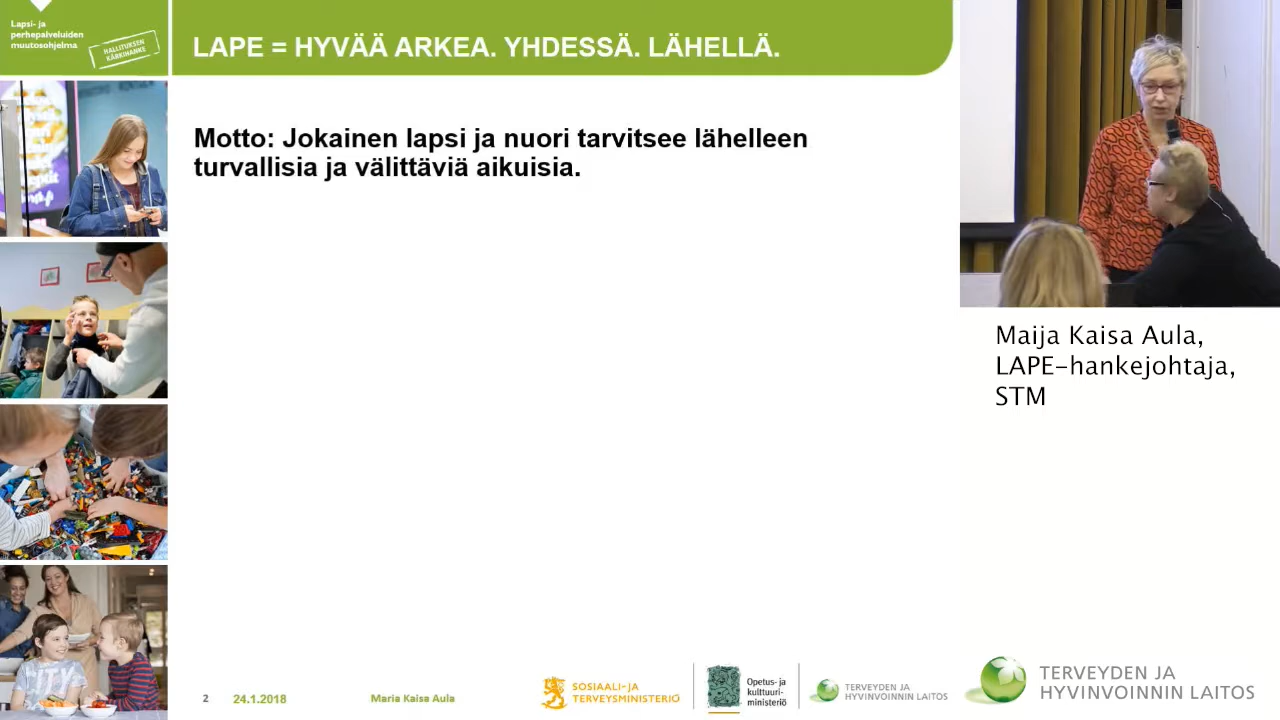 Lapsi- ja
perhepalveluiden
muutosohjelma
HALLITUKSEN
KÄRKIHANKE
LAPE = HYVÄÄ ARKEA. YHDESSÄ. LÄHELLÄ.
Motto: Jokainen lapsi ja nuori tarvitsee lähelleen
turvallisia ja välittäviä aikuisia.
Maija Kaisa Aula,
LAPE-hankejohtaja,
STM
2
24.1.2018
Maria Kaisa Aula
SOSIAALI- JA
TERVEYSMINISTERIÖ
Opetus- ja
kulttuuri-
ministeriö
TERVEYDEN JA
HYVINVOINNIN LAITOS
TERVEYDEN JA
HYVINVOINNIN LAITOS